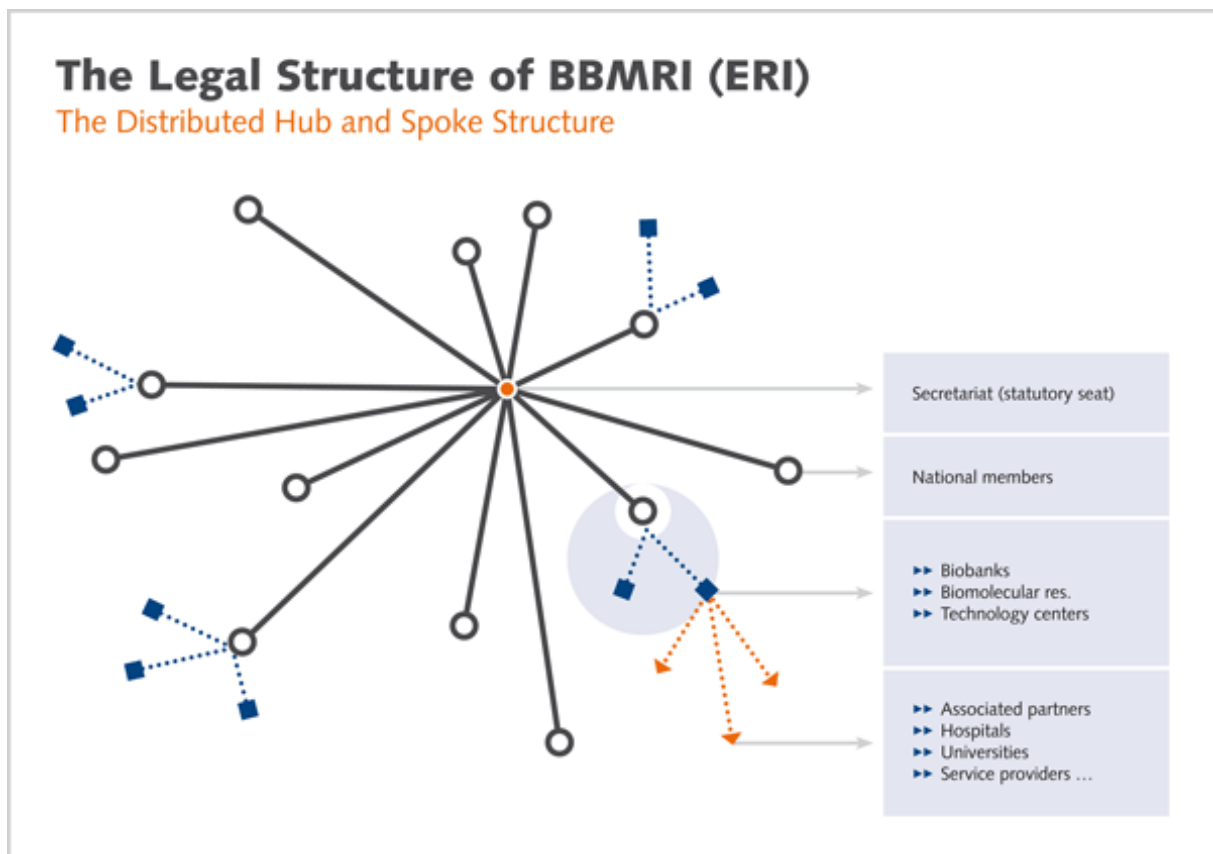 The Legal Structure of BBMRI (ERI)
The Distributed Hub and Spoke Structure
Secretariat (statutory seat)
National members
Biobanks
Biomolecular res.
Technology centers
Associated partners
Hospitals
Universities
Service providers …